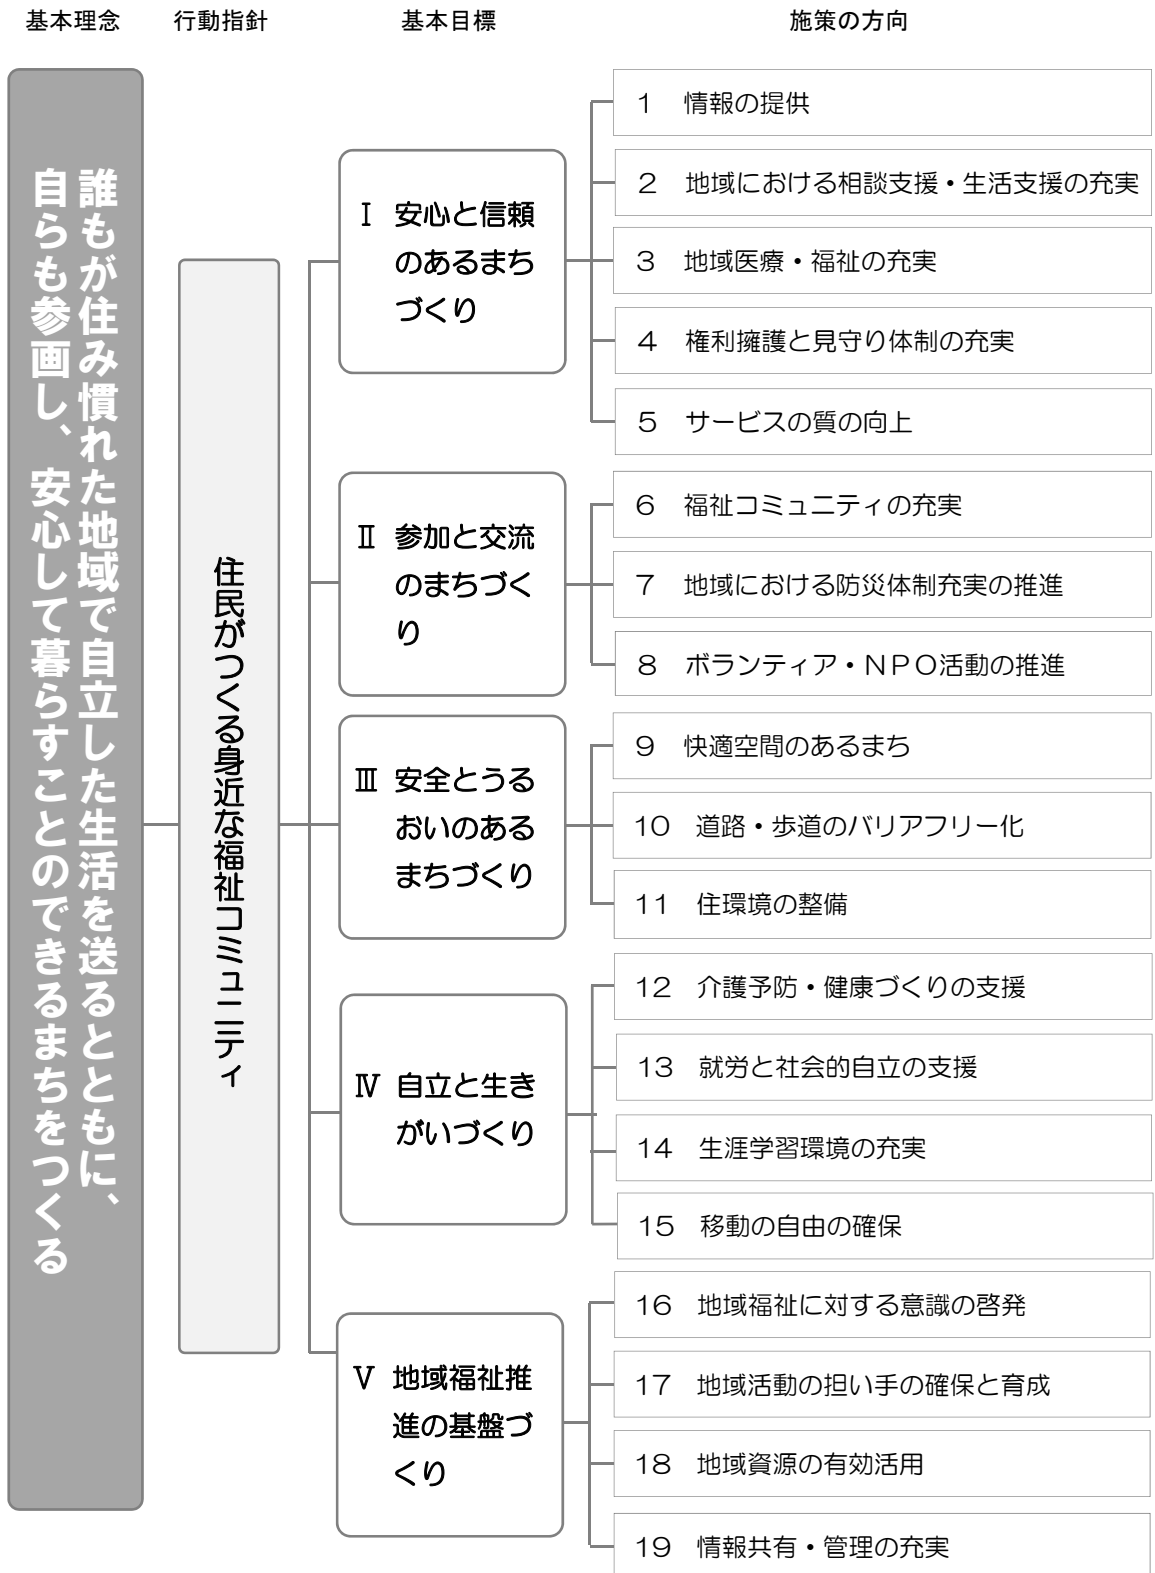 基本理念
行動指針
基本目標
施策の方向
誰もが住み慣れた地域で自立した生活を送るとともに、
自らも参画し、安心して暮らすことのできるまちをつくる
住民がつくる身近な福祉コミュニティ
Ⅰ 安心と信頼
のあるまち
づくり
1 情報の提供
2 地域における相談支援・生活支援の充実
3 地域医療・福祉の充実
4 権利擁護と見守り体制の充実
5 サービスの質の向上
Ⅱ 参加と交流
のまちづく
り
6 福祉コミュニティの充実
7 地域における防災体制充実の推進
8 ボランティア・NPO活動の推進
Ⅲ 安全とうる
おいのある
まちづくり
9 快適空間のあるまち
10 道路・歩道のバリアフリー化
11 住環境の整備
Ⅳ 自立と生き
がいづくり
12 介護予防・健康づくりの支援
13 就労と社会的自立の支援
14 生涯学習環境の充実
15 移動の自由の確保
Ⅴ 地域福祉推
進の基盤づ
くり
16 地域福祉に対する意識の啓発
17 地域活動の担い手の確保と育成
18 地域資源の有効活用
19 情報共有・管理の充実